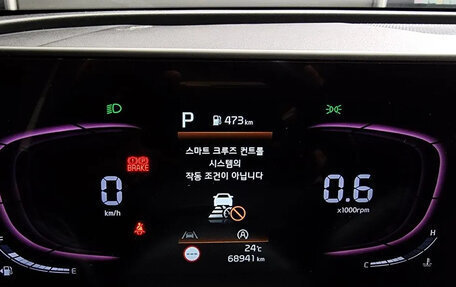 P 473 km
스마트 크루즈 컨트롤
시스템의
작동 조건이 아닙니다
BRAKE
0
km/h
0.6
x1000rpm
24°C
68941 km
F
E
H
C